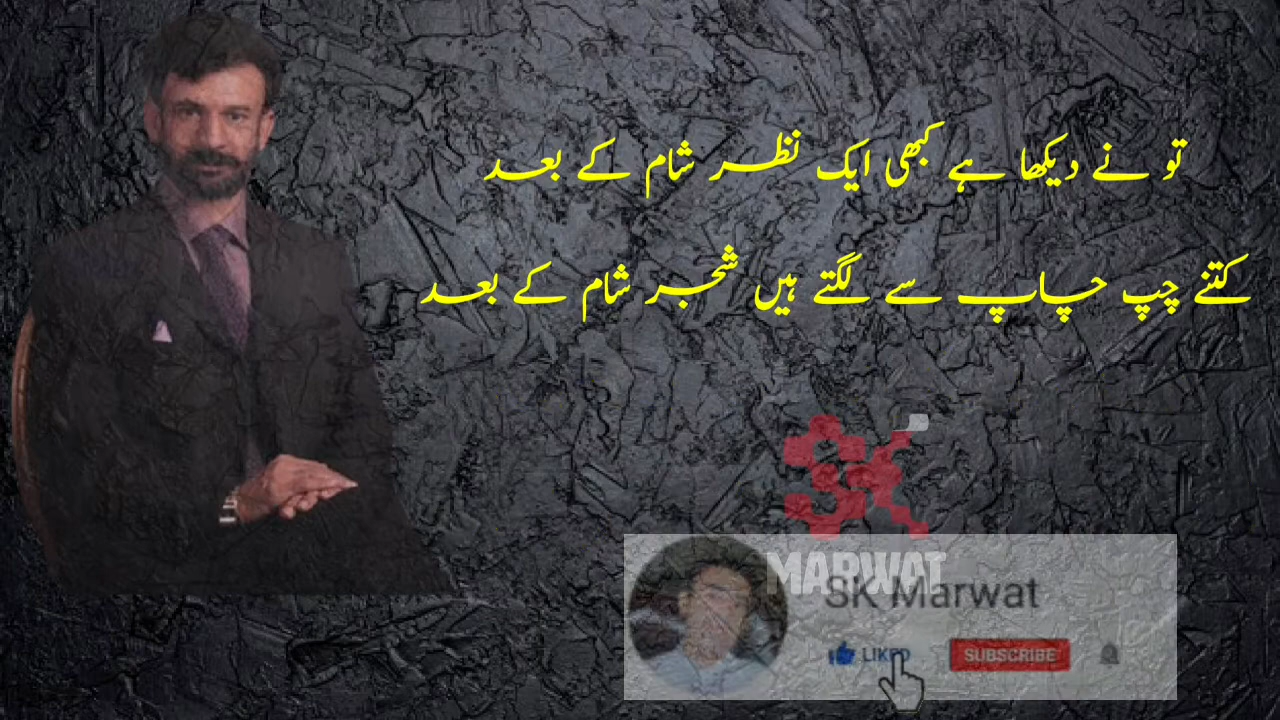 تو نے دیکھا ہے کبھی ایک نظر شام کے بعد
کتنے چپ چاپ سے لگتے ہیں شجر شام کے بعد
SK
MARWAT
SK Marwat
LIKED
SUBSCRIBE